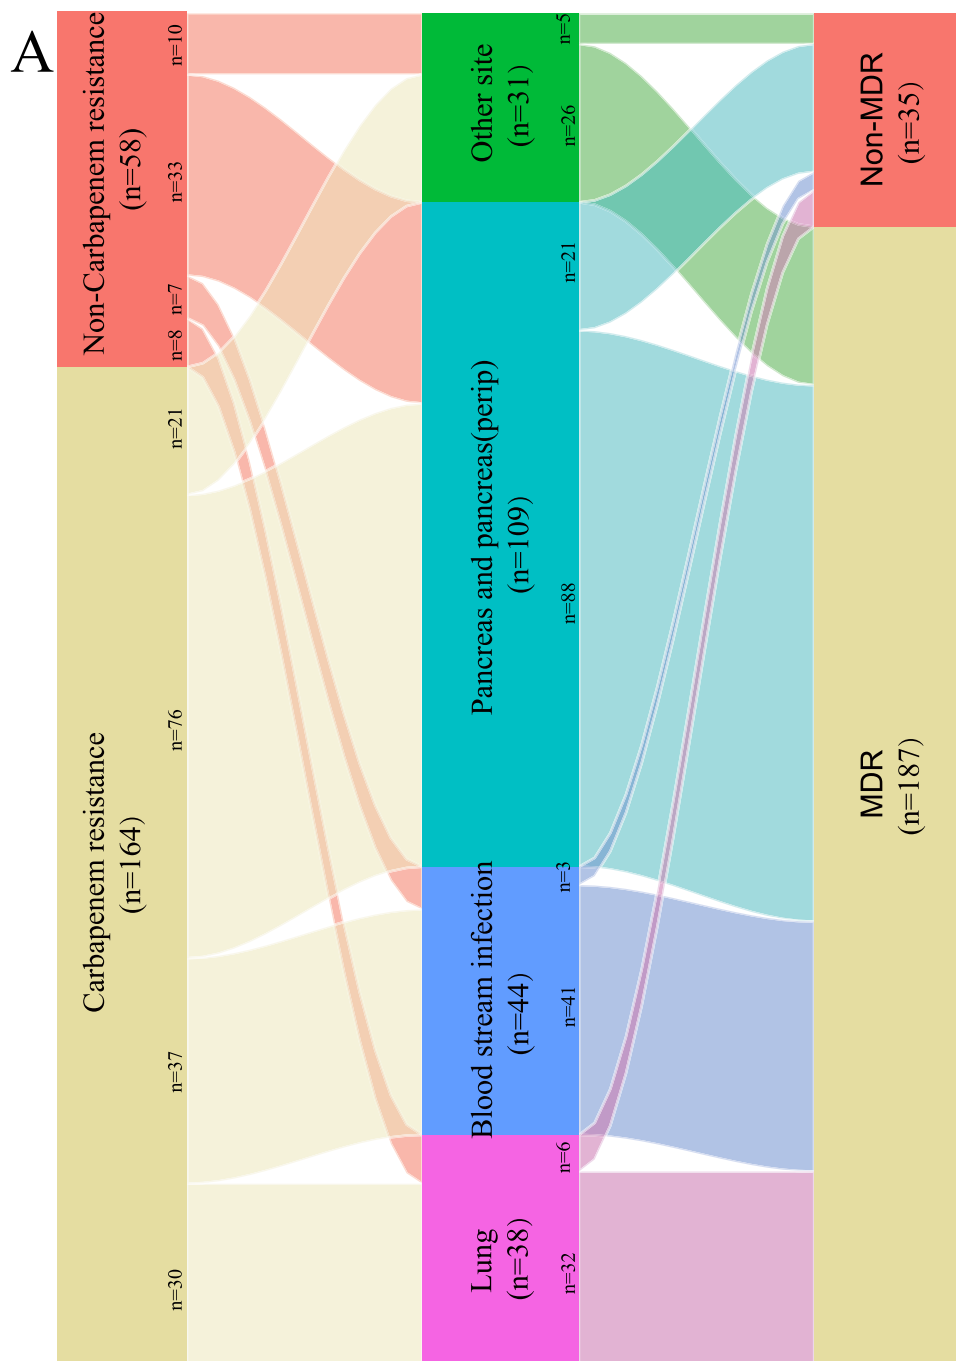 A
Non-Carbapenem resistance
(n=58)
n=10
n=33
n=7
n=8
Carbapenem resistance
(n=164)
n=21
n=76
n=37
n=30
Other site
(n=31)
n=5
n=26
Pancreas and pancreas(perip)
(n=109)
n=21
n=88
Blood stream infection
(n=44)
n=3
n=41
Lung
(n=38)
n=6
n=32
Non-MDR
(n=35)
MDR
(n=187)